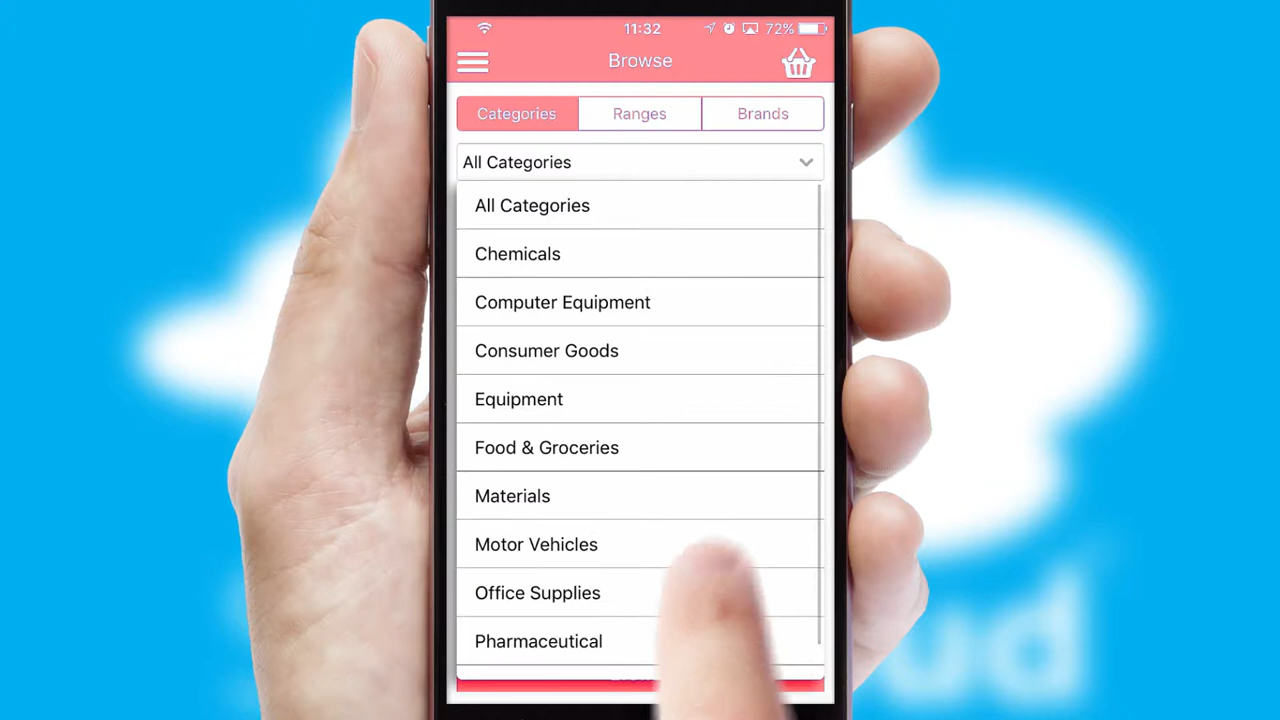 11:32
72%
Browse
Categories
Ranges
Brands
All Categories
All Categories
Chemicals
Computer Equipment
Consumer Goods
Equipment
Food & Groceries
Materials
Motor Vehicles
Office Supplies
Pharmaceutical